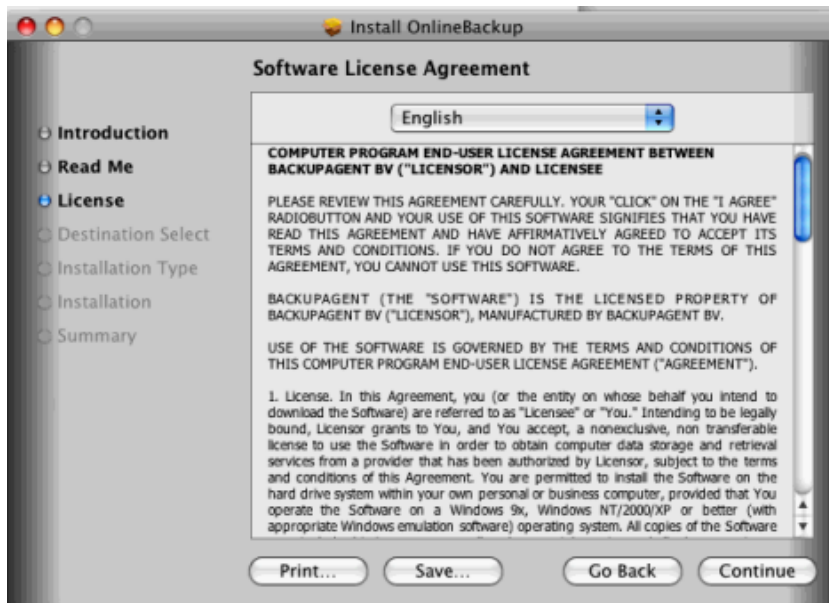 Install OnlineBackup
Software License Agreement
English
Introduction
Read Me
License
Destination Select
Installation Type
Installation
Summary
COMPUTER PROGRAM END-USER LICENSE AGREEMENT BETWEEN
BACKUPAGENT BV ("LICENSOR") AND LICENSEE
PLEASE REVIEW THIS AGREEMENT CAREFULLY. YOUR "CLICK" ON THE "I AGREE"
RADIOBUTTON AND YOUR USE OF THIS SOFTWARE SIGNIFIES THAT YOU HAVE
READ THIS AGREEMENT AND HAVE AFFIRMATIVELY AGREED TO ACCEPT ITS
TERMS AND CONDITIONS. IF YOU DO NOT AGREE TO THE TERMS OF THIS
AGREEMENT, YOU CANNOT USE THIS SOFTWARE.
BACKUPAGENT (THE "SOFTWARE") IS THE LICENSED PROPERTY OF
BACKUPAGENT BV ("LICENSOR"), MANUFACTURED BY BACKUPAGENT BV.
USE OF THE SOFTWARE IS GOVERNED BY THE TERMS AND CONDITIONS OF
THIS COMPUTER PROGRAM END-USER LICENSE AGREEMENT ("AGREEMENT").
1. License. In this Agreement, you (or the entity on whose behalf you intend to
download the Software) are referred to as "Licensee" or "You." Intending to be legally
bound, Licensor grants to You, and You accept, a nonexclusive, non transferable
license to use the Software in order to obtain computer data storage and retrieval
services from a provider that has been authorized by Licensor, subject to the terms
and conditions of this Agreement. You are permitted to install the Software on the
hard drive system within your own personal or business computer, provided that You
operate the Software on a Windows 9x, Windows NT/2000/XP or better (with
appropriate Windows emulation software) operating system. All copies of the Software
Print...
Save...
Go Back
Continue